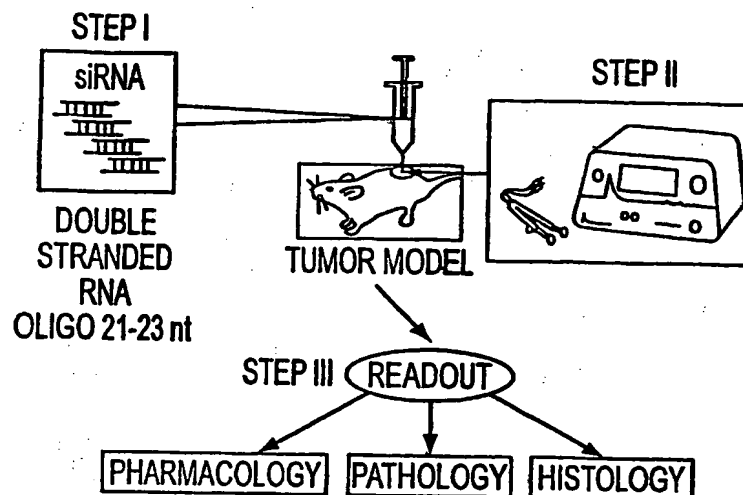 STEP I
siRNA
DOUBLE
STRANDED
RNA
OLIGO 21-23 nt
STEP II
TUMOR MODEL
STEP III
READOUT
PHARMACOLOGY
PATHOLOGY
HISTOLOGY